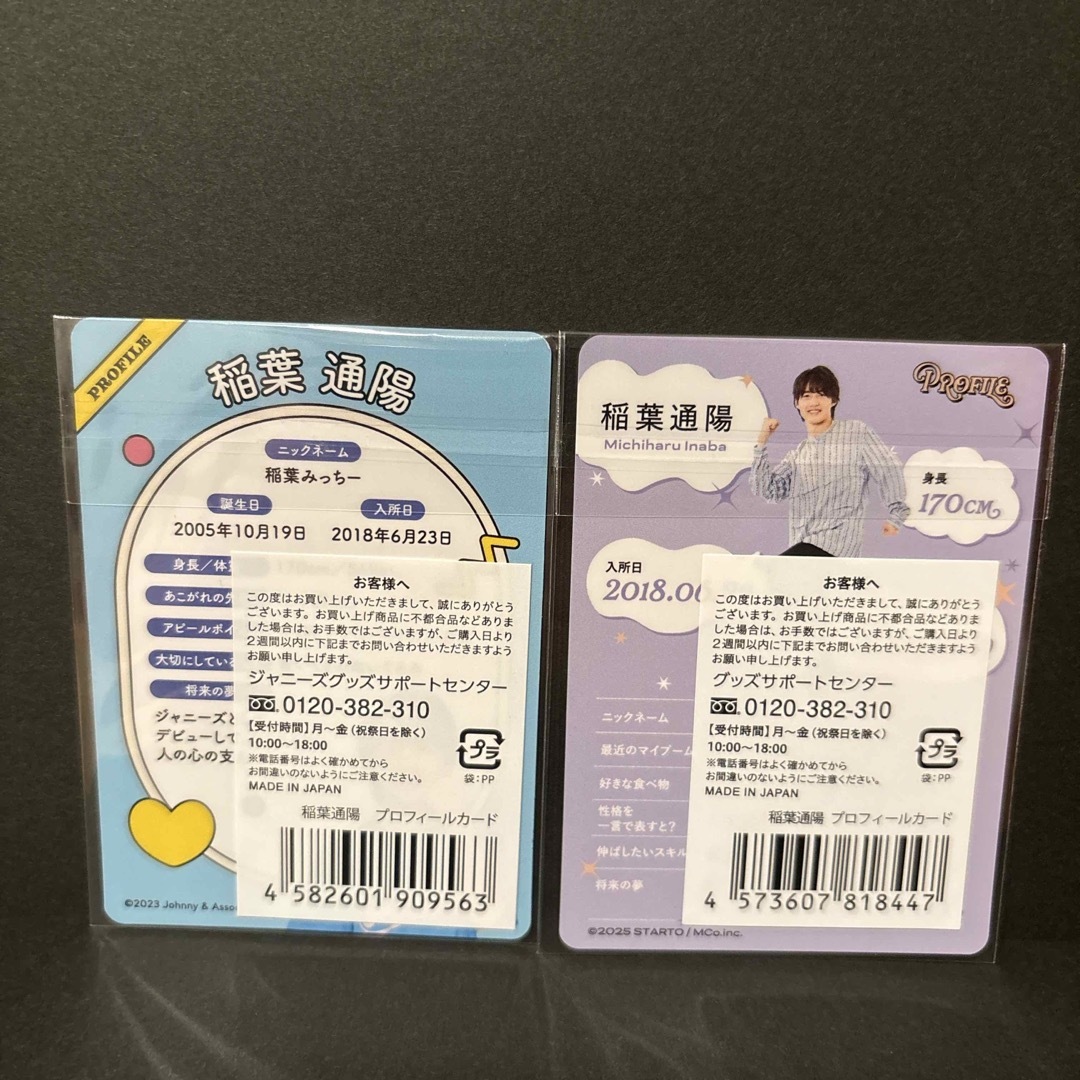 PROFILE
稲葉 通陽
ニックネーム
稲葉みっちー
誕生日
入所日
2005年10月19日
2018年6月23日
身長／体
あこがれの
アピールポイ
大切にしている
将来の夢
ジャニーズと
デビューして
人の心の支
©2023 Johnny & Asso
お客様へ
この度はお買い上げいただきまして、誠にありがとう
ございます。お買い上げ商品に不都合品などありま
した場合は、お手数ではございますが、ご購入日より
2週間以内に下記までお問い合わせいただきますよう
お願い申し上げます。
ジャニーズグッズサポートセンター
0120-382-310
【受付時間】月〜金（祝祭日を除く）
10:00〜18:00
※電話番号はよく確かめてから
お間違いのないようにご注意ください。
MADE IN JAPAN
プラ
袋:PP
稲葉通陽 プロフィールカード
4 582601 909563
PROFILE
稲葉通陽
Michiharu Inaba
身長
170CM
入所日
2018.06
ニックネーム
最近のマイブーム
好きな食べ物
性格を
一言で表すと?
伸ばしたいスキル
将来の夢
©2025 STARTO / MCo.inc.
お客様へ
この度はお買い上げいただきまして、誠にありがとう
ございます。お買い上げ商品に不都合品などありま
した場合は、お手数ではございますが、ご購入日より
2週間以内に下記までお問い合わせいただきますよう
お願い申し上げます。
グッズサポートセンター
0120-382-310
【受付時間】月〜金（祝祭日を除く）
10:00〜18:00
※電話番号はよく確かめてから
お間違いのないようにご注意ください。
MADE IN JAPAN
プラ
袋:PP
稲葉通陽 プロフィールカード
4 573607 818447